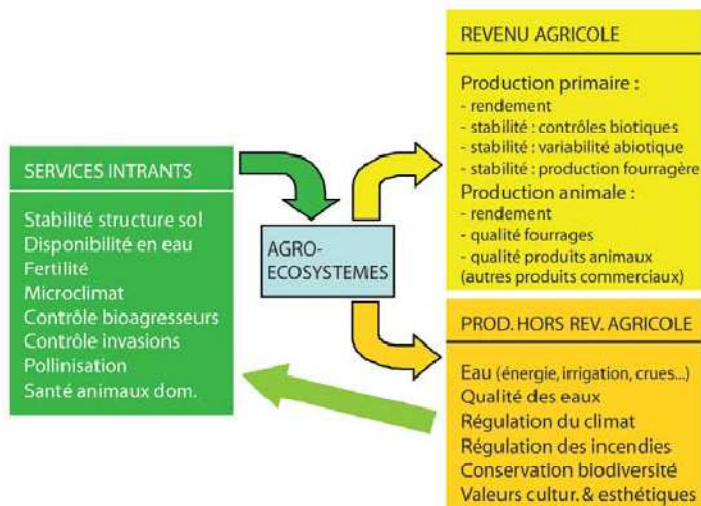 SERVICES INTRANTS
Stabilité structure sol
Disponibilité en eau
Fertilité
Microclimat
Contrôle bioagresseurs
Contrôle invasions
Pollinisation
Santé animaux dom.
AGRO-
ECOSYSTEMES
REVENU AGRICOLE
Production primaire :
- rendement
- stabilité : contrôles biotiques
- stabilité : variabilité abiotique
- stabilité : production fourragère
Production animale :
- rendement
- qualité fourrages
- qualité produits animaux
(autres produits commerciaux)
PROD. HORS REV. AGRICOLE
Eau (énergie, irrigation, crues...)
Qualité des eaux
Régulation du climat
Régulation des incendies
Conservation biodiversité
Valeurs cultur. & esthétiques